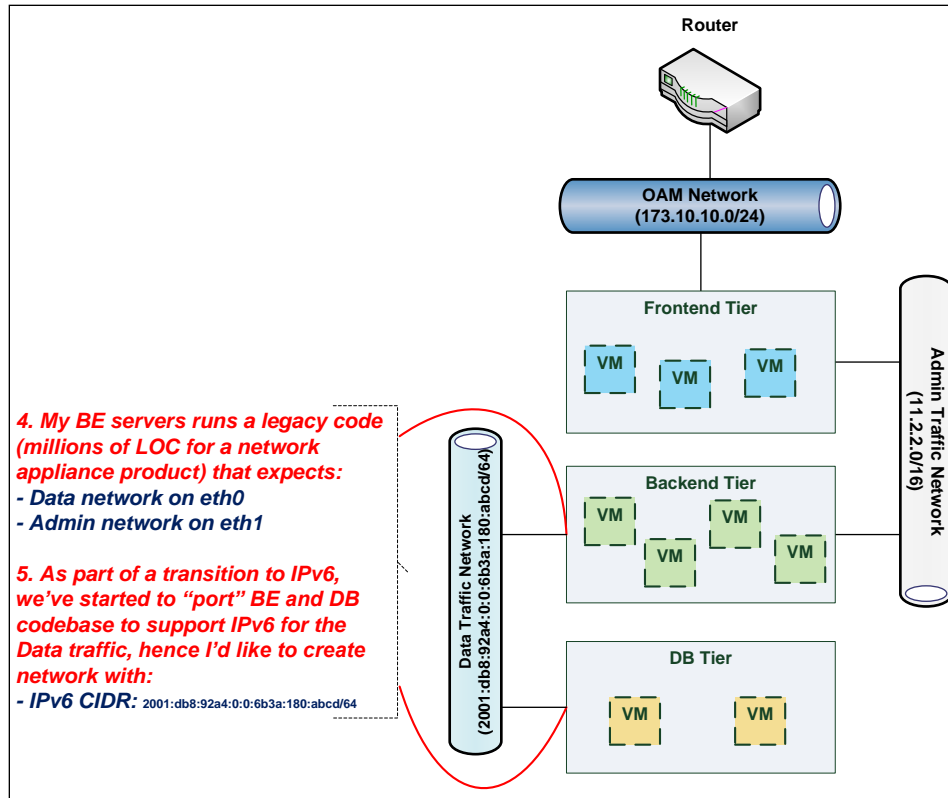 Router
OAM Network
(173.10.10.0/24)
Frontend Tier
VM
VM
VM
Admin Traffic Network
(11.2.2.0/16)
4. My BE servers runs a legacy code
(millions of LOC for a network
appliance product) that expects:
- Data network on eth0
- Admin network on eth1
5. As part of a transition to IPv6,
we’ve started to “port” BE and DB
codebase to support IPv6 for the
Data traffic, hence I’d like to create
network with:
- IPv6 CIDR: 2001:db8:92a4:0:0:6b3a:180:abcd/64
Data Traffic Network
(2001:db8:92a4:0:0:6b3a:180:abcd/64)
Backend Tier
VM
VM
VM
VM
DB Tier
VM
VM